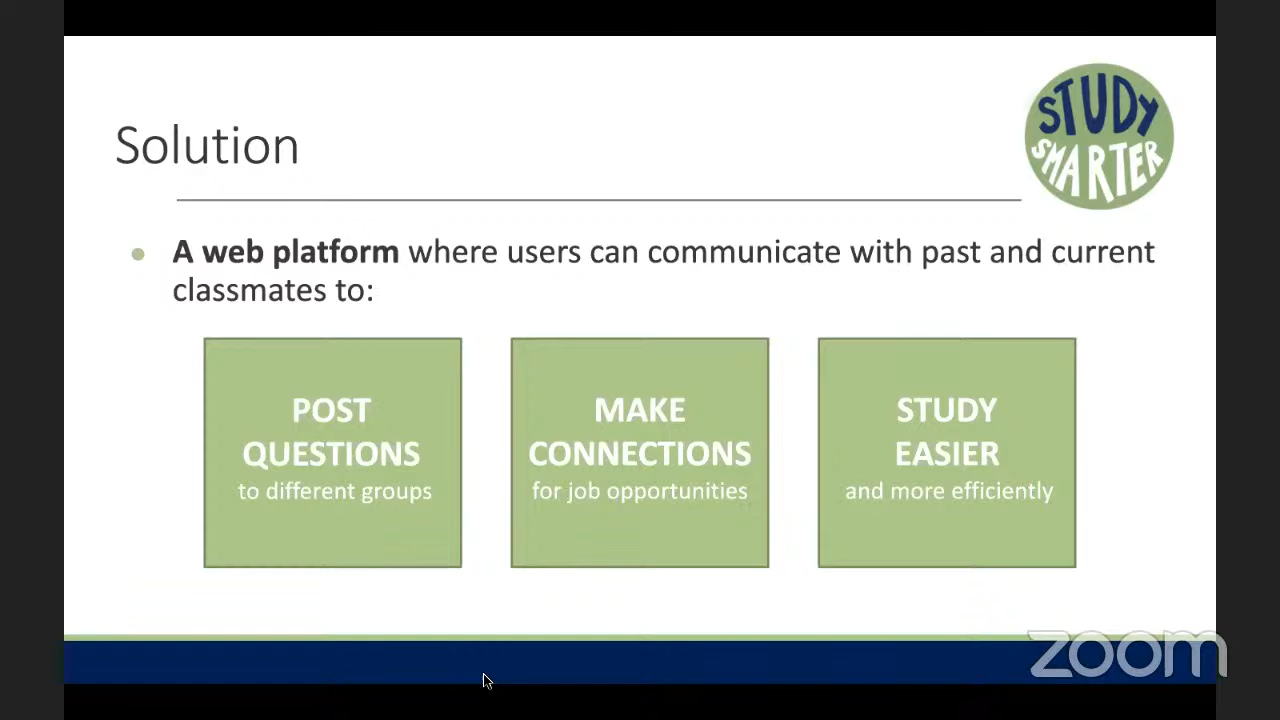 STUDY
SMARTER
Solution
A web platform where users can communicate with past and current
classmates to:
POST
QUESTIONS
to different groups
MAKE
CONNECTIONS
for job opportunities
STUDY
EASIER
and more efficiently
zoom